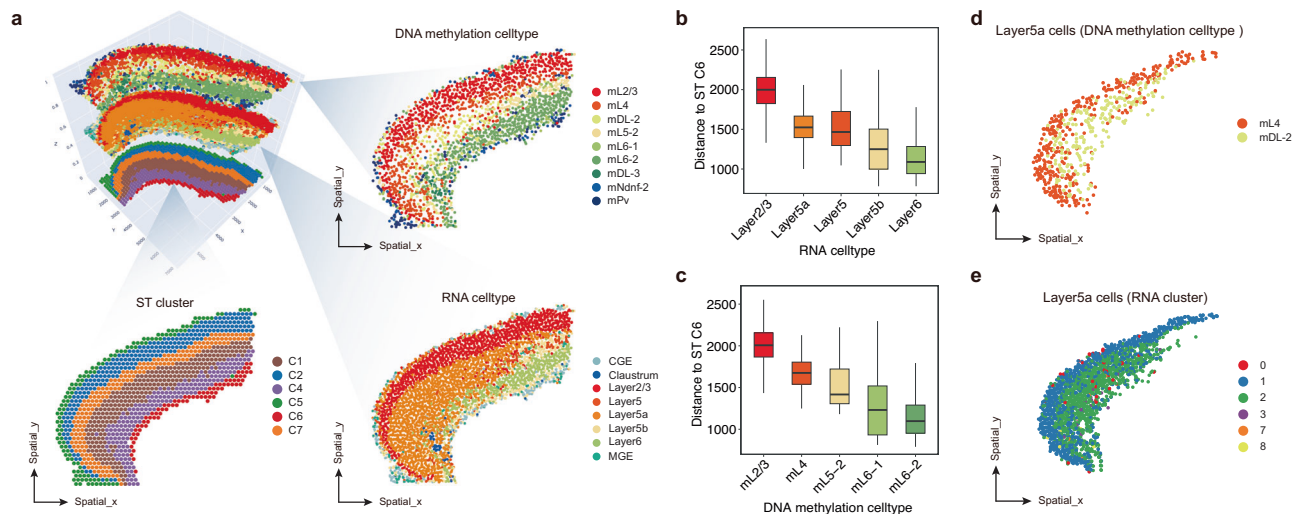 a
DNA methylation celltype
mL2/3
mL4
mDL-2
mL5-2
mL6-1
mL6-2
mDL-3
mNdnf-2
mPv
Spatial_y
Spatial_x
ST cluster
C1
C2
C4
C5
C6
C7
Spatial_y
Spatial_x
RNA celltype
CGE
Claustrum
Layer2/3
Layer5
Layer5a
Layer5b
Layer6
MGE
Spatial_y
Spatial_x
b
Distance to ST C6
2500
2000
1500
1000
Layer2/3
Layer5a
Layer5
Layer5b
Layer6
RNA celltype
c
Distance to ST C6
2500
2000
1500
1000
mL2/3
mL4
mL5-2
mL6-1
mL6-2
DNA methylation celltype
d
Layer5a cells (DNA methylation celltype )
mL4
mDL-2
Spatial_y
Spatial_x
e
Layer5a cells (RNA cluster)
0
1
2
3
7
8
Spatial_y
Spatial_x